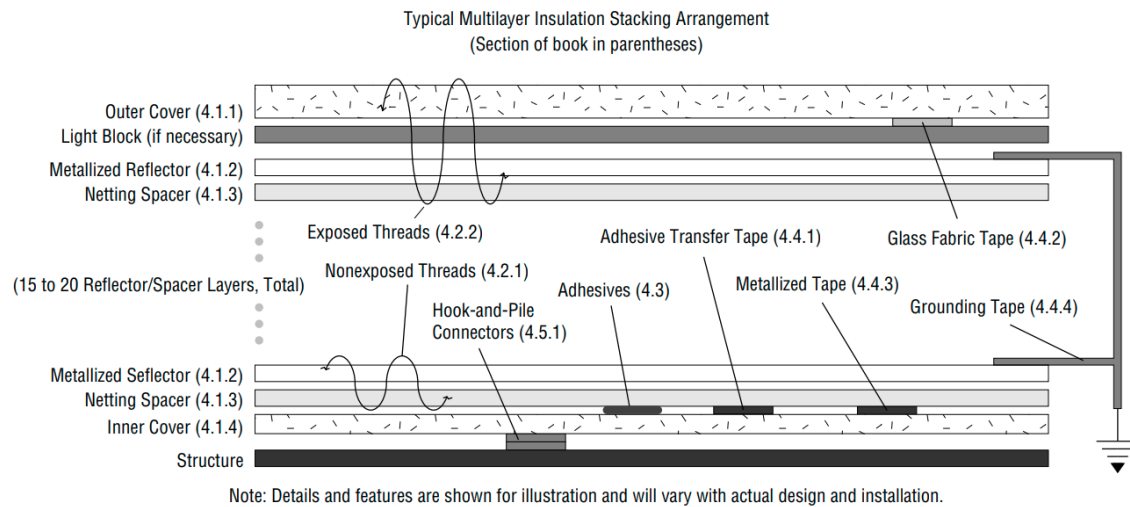 Typical Multilayer Insulation Stacking Arrangement
(Section of book in parentheses)
Outer Cover (4.1.1)
Light Block (if necessary)
Metallized Reflector (4.1.2)
Netting Spacer (4.1.3)
Exposed Threads (4.2.2)
Adhesive Transfer Tape (4.4.1)
Glass Fabric Tape (4.4.2)
(15 to 20 Reflector/Spacer Layers, Total)
Nonexposed Threads (4.2.1)
Adhesives (4.3)
Metallized Tape (4.4.3)
Hook-and-Pile
Connectors (4.5.1)
Grounding Tape (4.4.4)
Metallized Seflector (4.1.2)
Netting Spacer (4.1.3)
Inner Cover (4.1.4)
Structure
Note: Details and features are shown for illustration and will vary with actual design and installation.